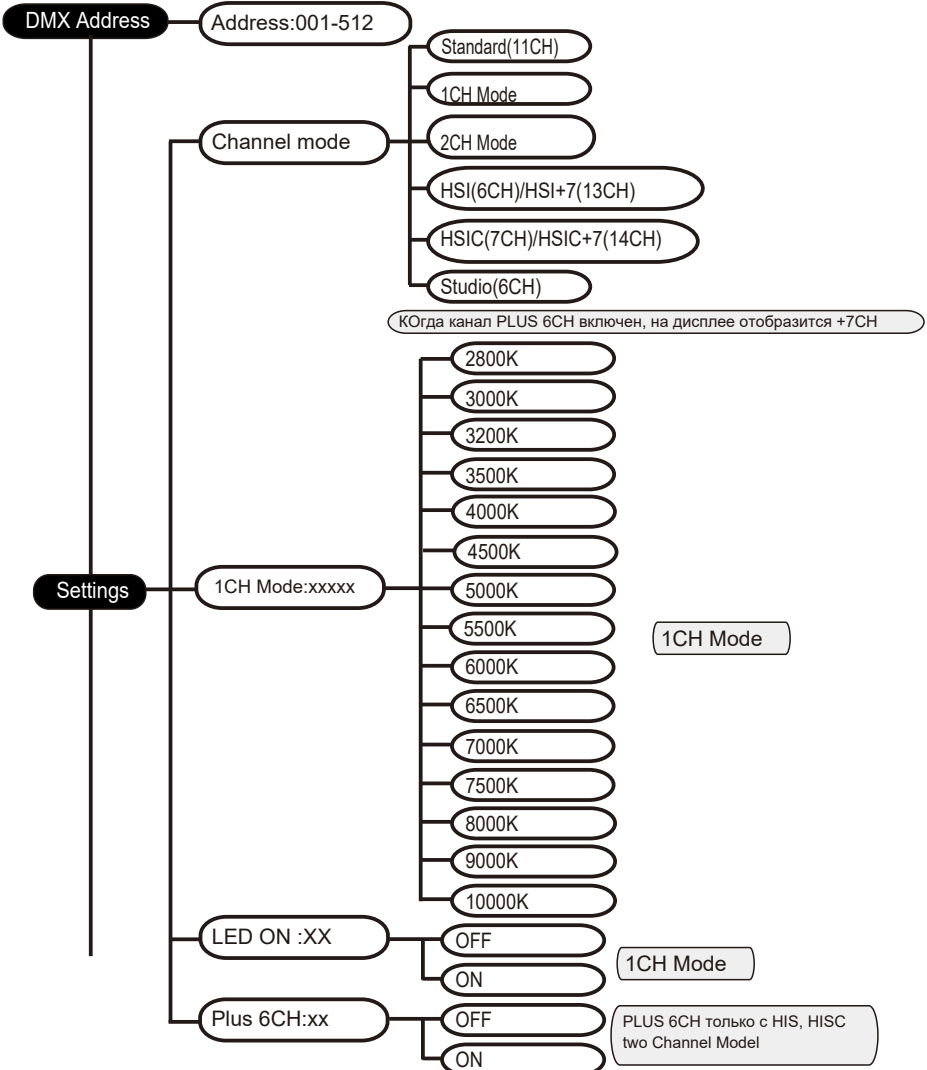 DMX Address
Address:001-512
Standard(11CH)
1CH Mode
Channel mode
2CH Mode
HSI(6CH)/HSI+7(13CH)
HSIC(7CH)/HSIC+7(14CH)
Studio(6CH)
КОгда канал PLUS 6CH включен, на дисплее отобразится +7CH
2800K
3000K
3200K
3500K
4000K
4500K
Settings
1CH Mode:xxxxx
5000K
5500K
1CH Mode
6000K
6500K
7000K
7500K
8000K
9000K
10000K
LED ON :XX
OFF
ON
1CH Mode
Plus 6CH:xx
OFF
ON
PLUS 6CH только с HIS, HISC
two Channel Model